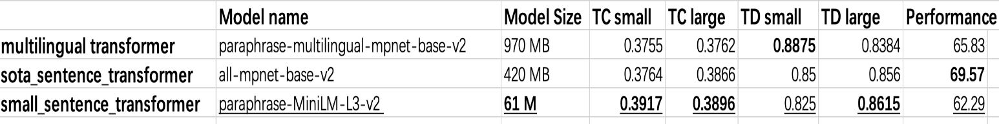 Model name Model Size TC small TC large TD small TD large Performance
multilingual transformer paraphrase-multilingual-mpnet-base-v2 970 MB 0.3755 0.3762 0.8875 0.8384 65.83
sota_sentence_transformer all-mpnet-base-v2 420 MB 0.3764 0.3866 0.85 0.856 69.57
small_sentence_transformer paraphrase-MiniLM-L3-v2 61 M 0.3917 0.3896 0.825 0.8615 62.29